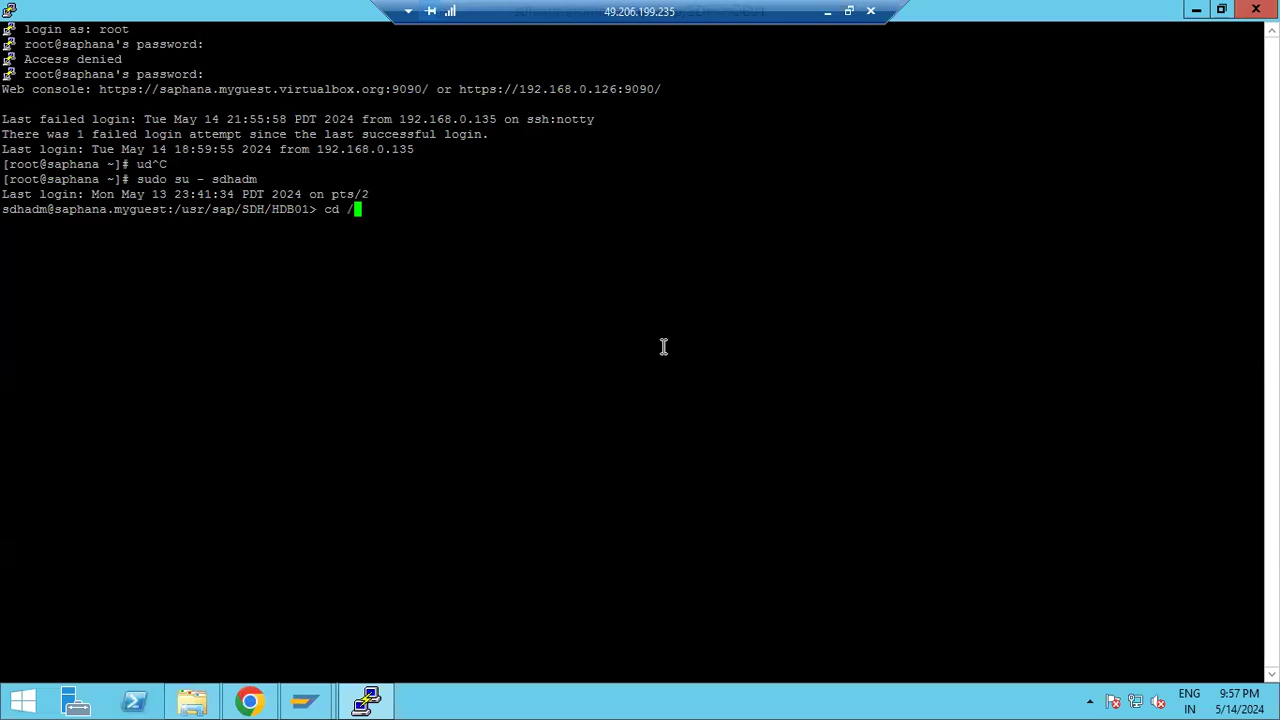 49.206.199.235
login as: root
root@saphana's password:
Access denied
root@saphana's password:
Web console: https://saphana.myguest.virtualbox.org:9090/ or https://192.168.0.126:9090/
Last failed login: Tue May 14 21:55:58 PDT 2024 from 192.168.0.135 on ssh:notty
There was 1 failed login attempt since the last successful login.
Last login: Tue May 14 18:59:55 2024 from 192.168.0.135
[root@saphana ~]# ud^C
[root@saphana ~]# sudo su - sdhadm
Last login: Mon May 13 23:41:34 PDT 2024 on pts/2
sdhadm@saphana.myguest:/usr/sap/SDH/HDB01> cd /
ENG
IN
9:57 PM
5/14/2024